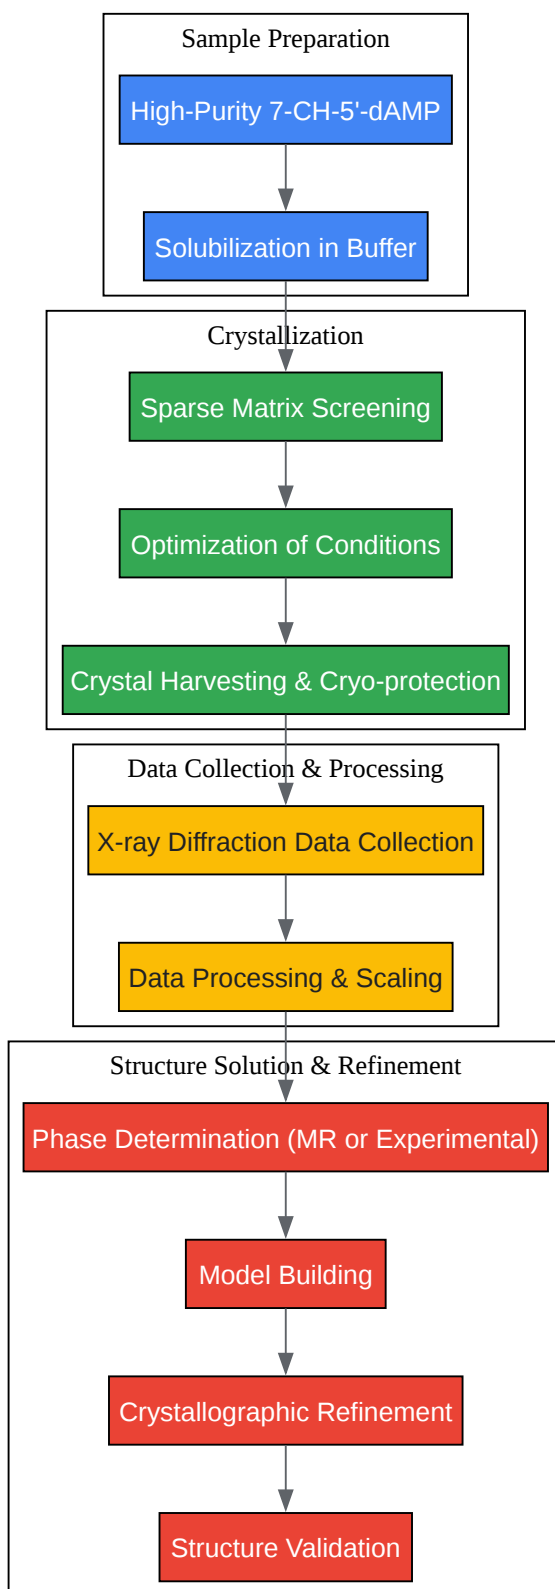 Sample Preparation
High-Purity 7-CH-5'-dAMP
Solubilization in Buffer
Crystallization
Sparse Matrix Screening
Optimization of Conditions
Crystal Harvesting & Cryo-protection
Data Collection & Processing
X-ray Diffraction Data Collection
Data Processing & Scaling
Structure Solution & Refinement
Phase Determination (MR or Experimental)
Model Building
Crystallographic Refinement
Structure Validation